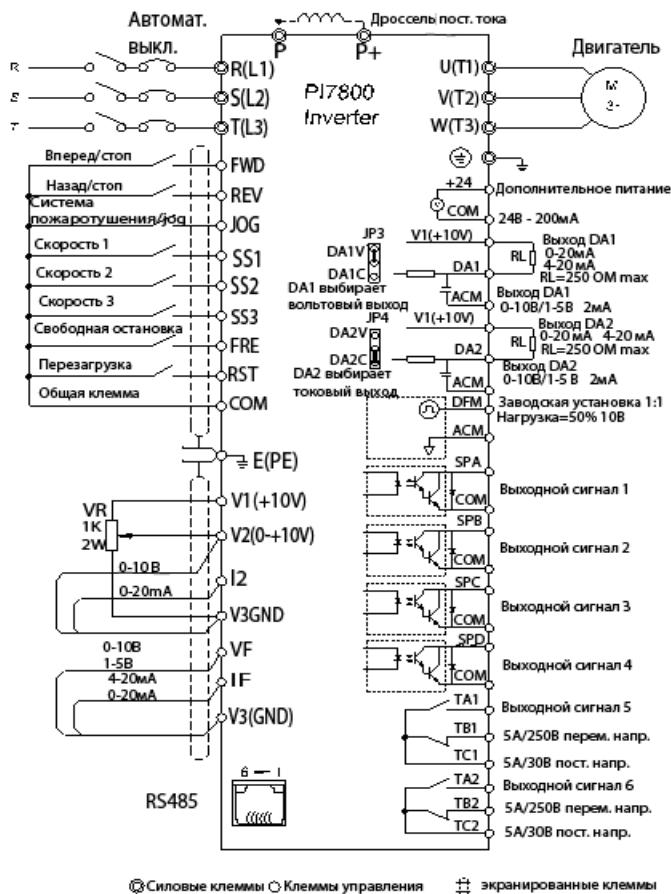 Автомат.
выкл.
Дроссель пост. тока
P P+
Двигатель
R
S
T
R(L1)
S(L2)
T(L3)
PI7800
Inverter
U(T1)
V(T2)
W(T3)
M
3~
Вперед/стоп
FWD
Назад/стоп
REV
Система
пожаротушения/jog
JOG
Скорость 1
SS1
Скорость 2
SS2
Скорость 3
SS3
Свободная остановка
FRE
Перезагрузка
RST
Общая клемма
COM
E(PE)
VR
1K
2W
V1(+10V)
V2(0-+10V)
0-10В
I2
0-20mA
V3GND
0-10В
1-5В
4-20мА
0-20мА
VF
IF
V3(GND)
RS485
6 — 1
+24
Дополнительное питание
COM
24В - 200мА
JP3
DA1V
DA1C
DA1 выбирает
вольтовый выход
V1(+10V)
DA1
ACM
RL
Выход DA1
0-20мА
4-20 мА
RL=250 ОМ max
Выход DA1
0-10В/1-5В 2мА
JP4
DA2V
DA2C
DA2 выбирает
токовый выход
V1(+10V)
DA2
ACM
RL
Выход DA2
0-20 мА 4-20 мА
RL=250 ОМ max
Выход DA2
0-10В/1-5 В 2мА
DFM
Заводская установка 1:1
Нагрузка=50% 10В
ACM
SPA
COM
Выходной сигнал 1
SPB
COM
Выходной сигнал 2
SPC
COM
Выходной сигнал 3
SPD
COM
Выходной сигнал 4
TA1
Выходной сигнал 5
TB1
5А/250В перем. напр.
TC1
5А/30В пост. напр.
TA2
Выходной сигнал 6
TB2
5А/250В перем. напр.
TC2
5А/30В пост. напр.
Силовые клеммы Клеммы управления экранированные клеммы